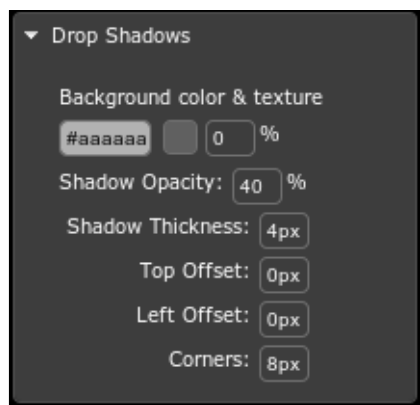 Drop Shadows
Background color & texture
#aaaaaa 0 %
Shadow Opacity: 40 %
Shadow Thickness: 4px
Top Offset: 0px
Left Offset: 0px
Corners: 8px